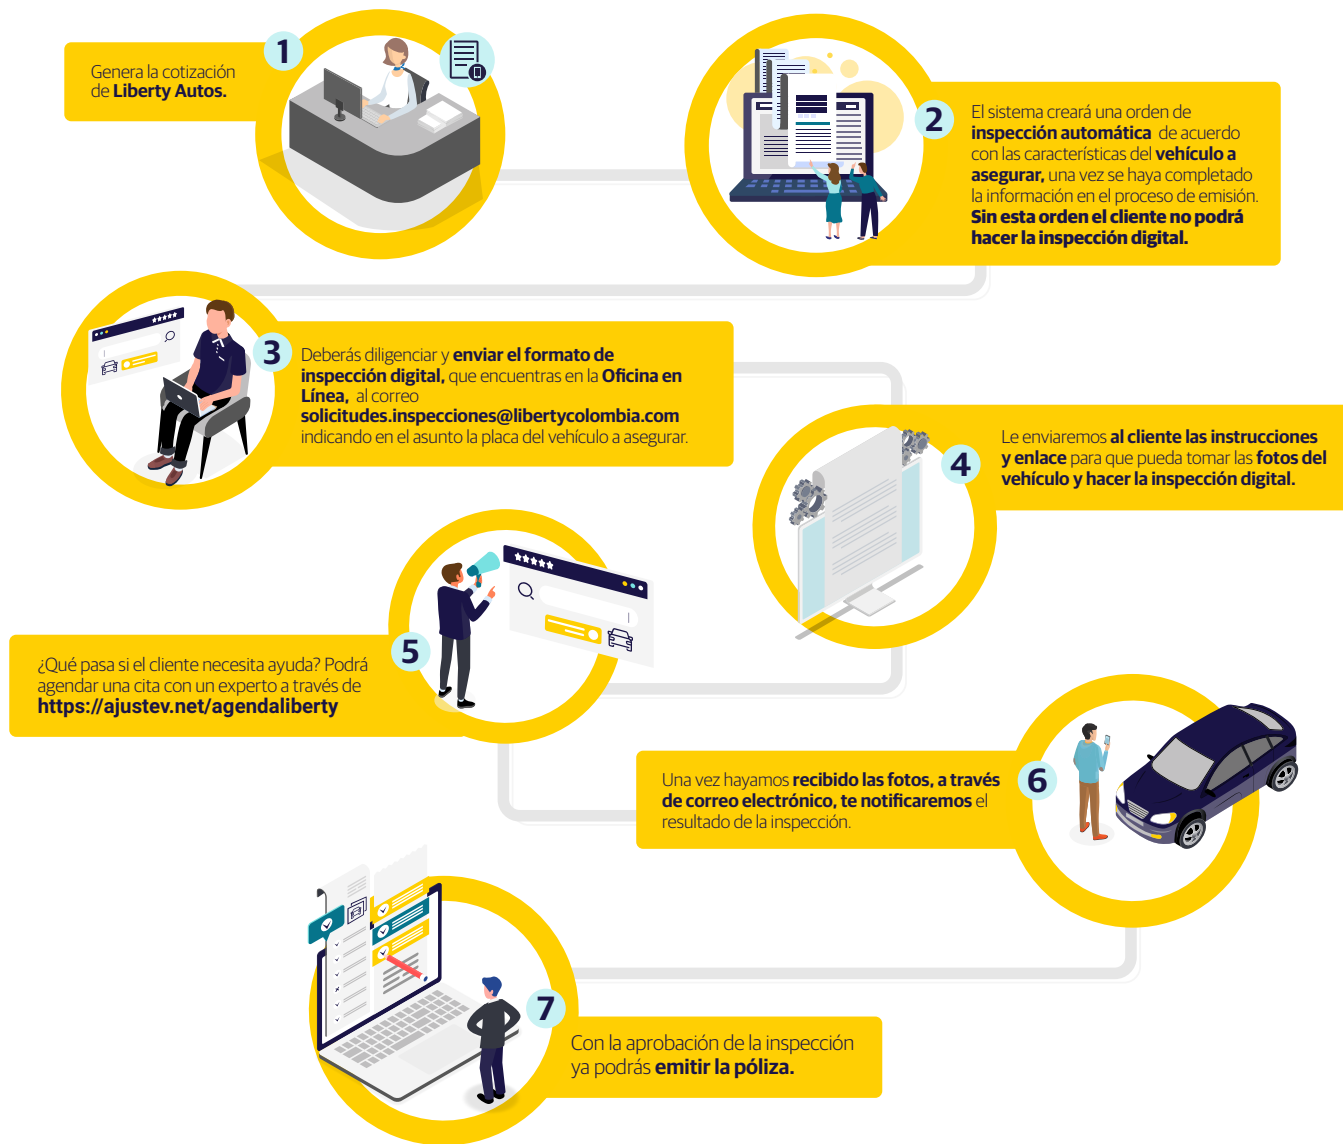 1
Genera la cotización
de Liberty Autos.
2
El sistema creará una orden de
inspección automática de acuerdo
con las características del vehículo a
asegurar, una vez se haya completado
la información en el proceso de emisión.
Sin esta orden el cliente no podrá
hacer la inspección digital.
3
Deberás diligenciar y enviar el formato de
inspección digital, que encuentras en la Oficina en
Línea, al correo
solicitudes.inspecciones@libertycolombia.com
indicando en el asunto la placa del vehículo a asegurar.
4
Le enviaremos al cliente las instrucciones
y enlace para que pueda tomar las fotos del
vehículo y hacer la inspección digital.
5
¿Qué pasa si el cliente necesita ayuda? Podrá
agendar una cita con un experto a través de
https://ajustev.net/agendaliberty
6
Una vez hayamos recibido las fotos, a través
de correo electrónico, te notificaremos el
resultado de la inspección.
7
Con la aprobación de la inspección
ya podrás emitir la póliza.